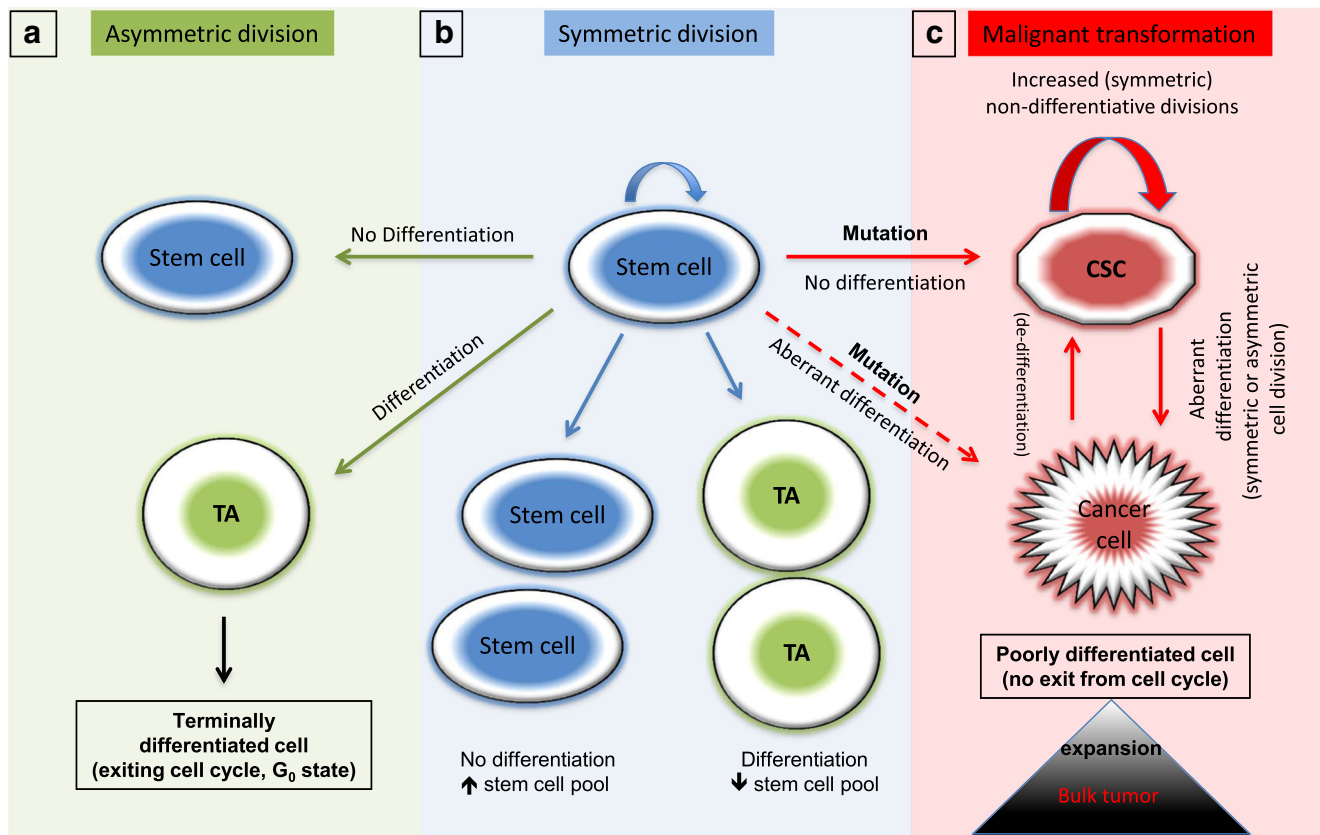 a
Asymmetric division
b
Symmetric division
c
Malignant transformation
Increased (symmetric)
non-differentiative divisions
Stem cell
No Differentiation
Stem cell
Mutation
No differentiation
CSC
Differentiation
Mutation
Aberrant differentiation
(de-differentiation)
Aberrant
differentiation
(symmetric or asymmetric
cell division)
TA
Stem cell
Stem cell
TA
TA
Cancer
cell
Terminally
differentiated cell
(exiting cell cycle, G₀ state)
No differentiation
↑ stem cell pool
Differentiation
↓ stem cell pool
Poorly differentiated cell
(no exit from cell cycle)
expansion
Bulk tumor